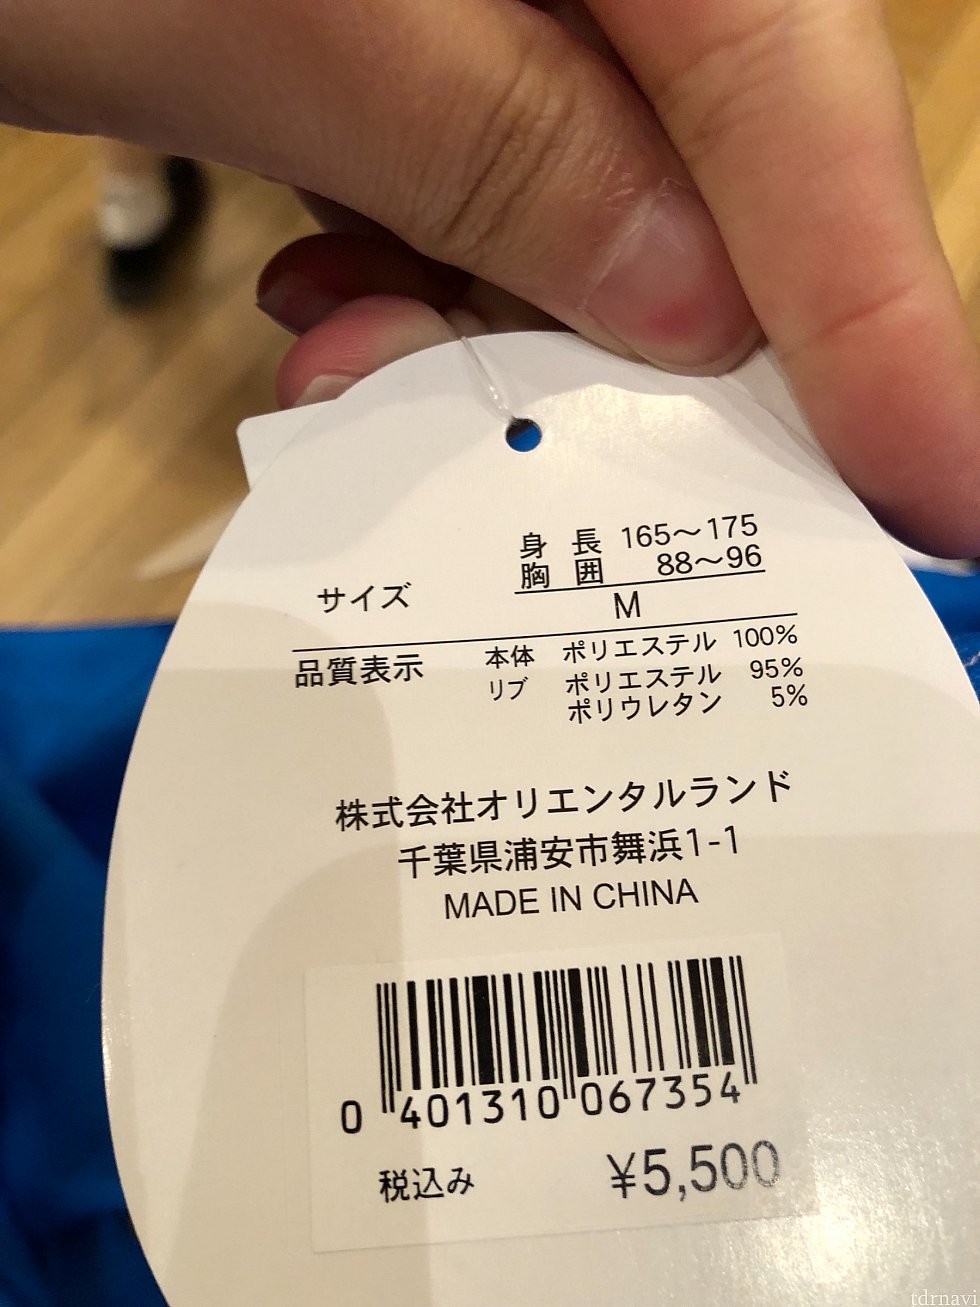 身長 165〜175
胸囲 88〜96
サイズ
M
品質表示 本体 ポリエステル 100%
リブ ポリエステル 95%
ポリウレタン 5%
株式会社オリエンタルランド
千葉県浦安市舞浜1-1
MADE IN CHINA
0 401310 067354
税込み ¥5,500
tdrnavi